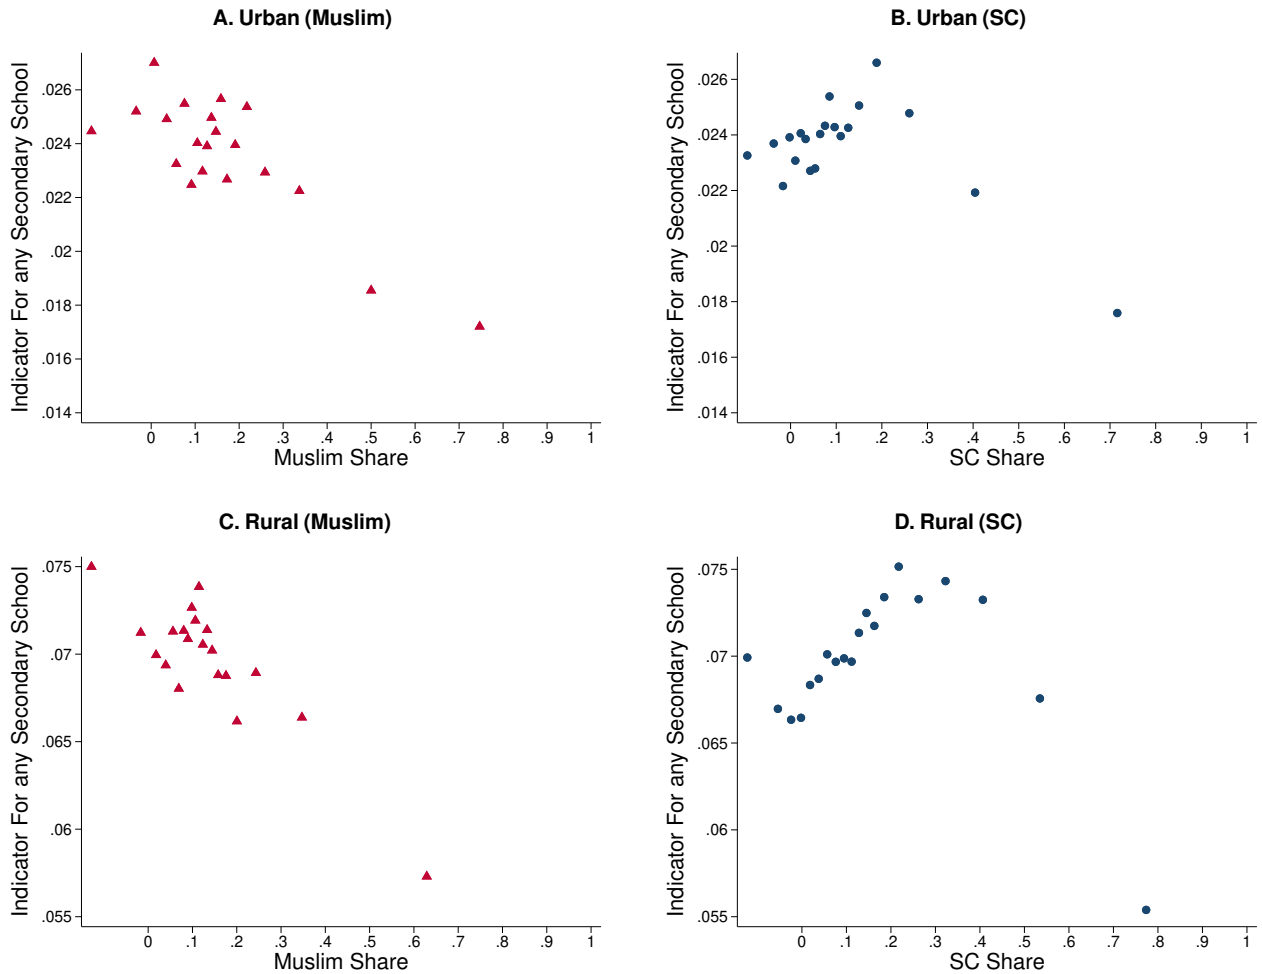 A. Urban (Muslim)
Indicator For any Secondary School
.026
.024
.022
.02
.018
.016
.014
0 .1 .2 .3 .4 .5 .6 .7 .8 .9 1
Muslim Share
B. Urban (SC)
Indicator For any Secondary School
.026
.024
.022
.02
.018
.016
.014
0 .1 .2 .3 .4 .5 .6 .7 .8 .9 1
SC Share
C. Rural (Muslim)
Indicator For any Secondary School
.075
.07
.065
.06
.055
0 .1 .2 .3 .4 .5 .6 .7 .8 .9 1
Muslim Share
D. Rural (SC)
Indicator For any Secondary School
.075
.07
.065
.06
.055
0 .1 .2 .3 .4 .5 .6 .7 .8 .9 1
SC Share